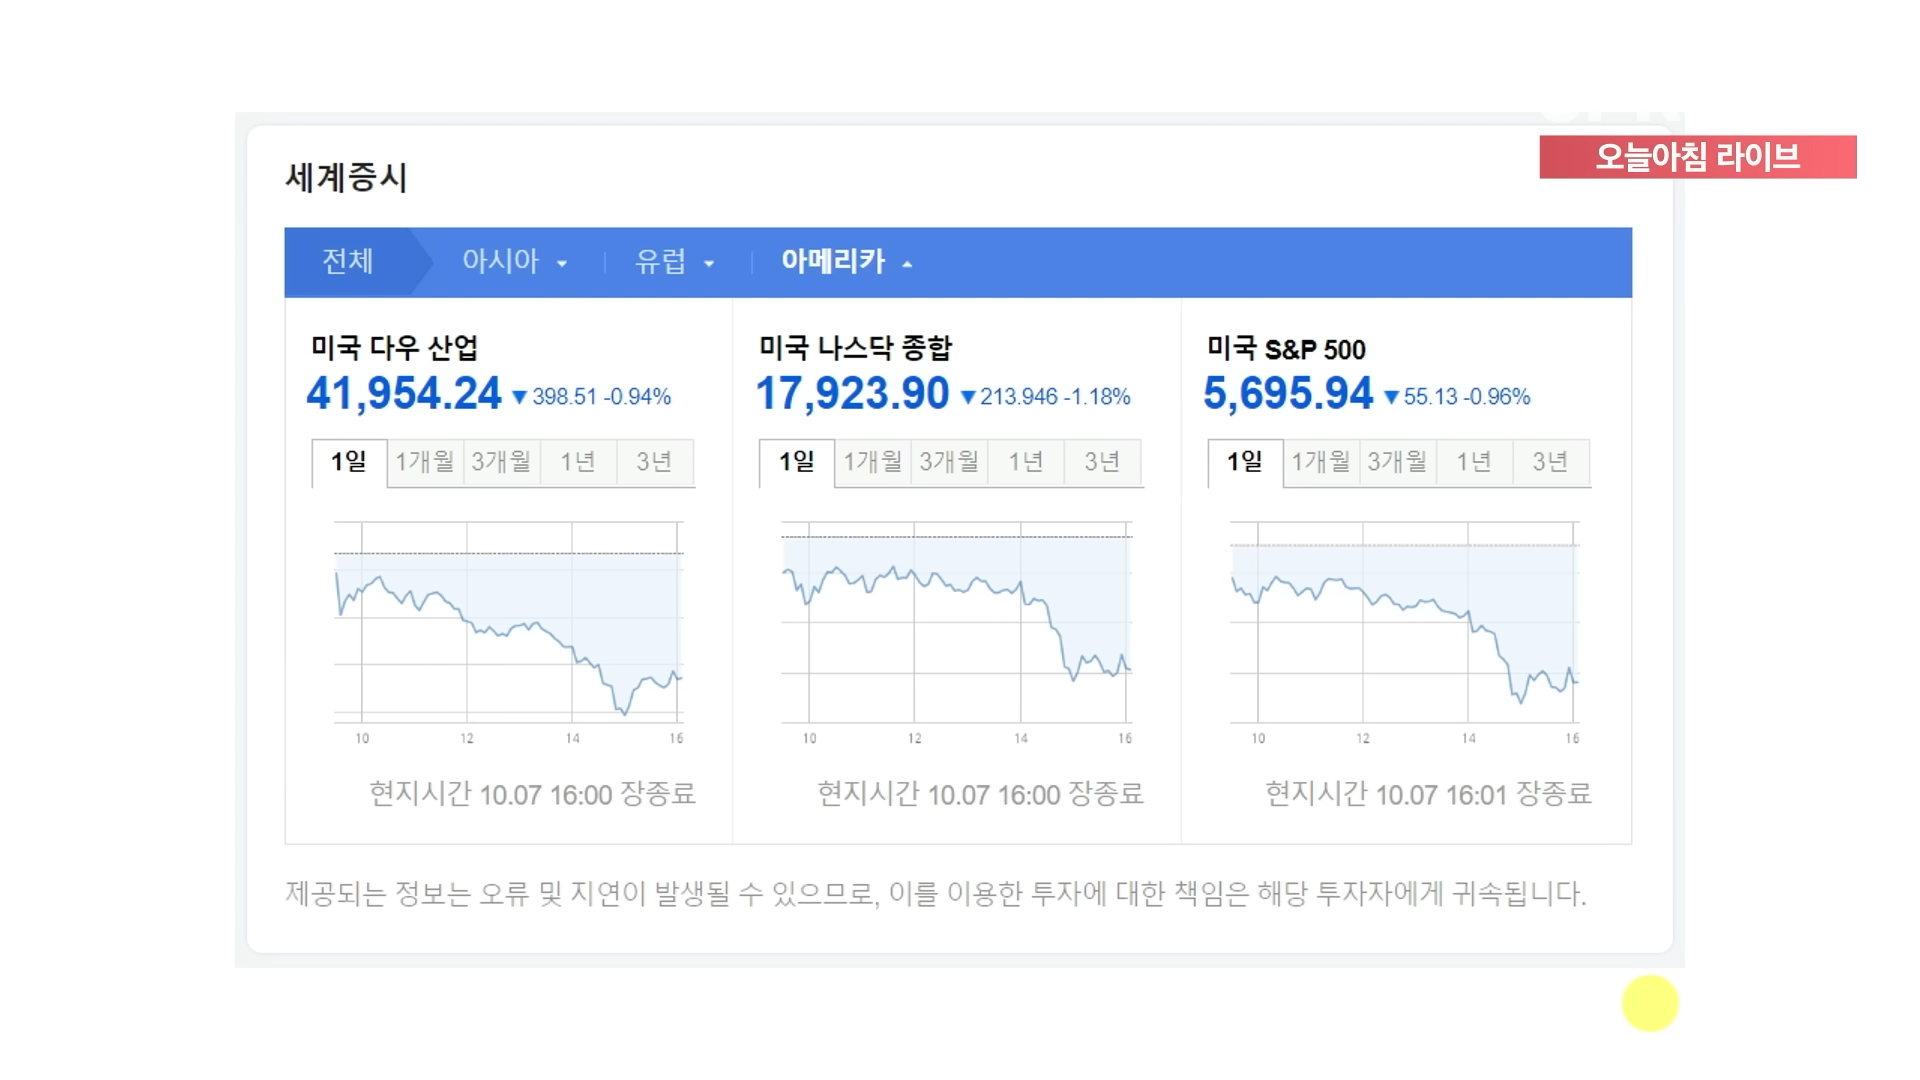 오늘아침 라이브
세계증시
전체 아시아 유럽 아메리카
미국 다우 산업
41,954.24 ▼398.51 -0.94%
1일 1개월 3개월 1년 3년
10 12 14 16
현지시간 10.07 16:00 장종료
미국 나스닥 종합
17,923.90 ▼213.946 -1.18%
1일 1개월 3개월 1년 3년
10 12 14 16
현지시간 10.07 16:00 장종료
미국 S&P 500
5,695.94 ▼55.13 -0.96%
1일 1개월 3개월 1년 3년
10 12 14 16
현지시간 10.07 16:01 장종료
제공되는 정보는 오류 및 지연이 발생될 수 있으므로, 이를 이용한 투자에 대한 책임은 해당 투자자에게 귀속됩니다.